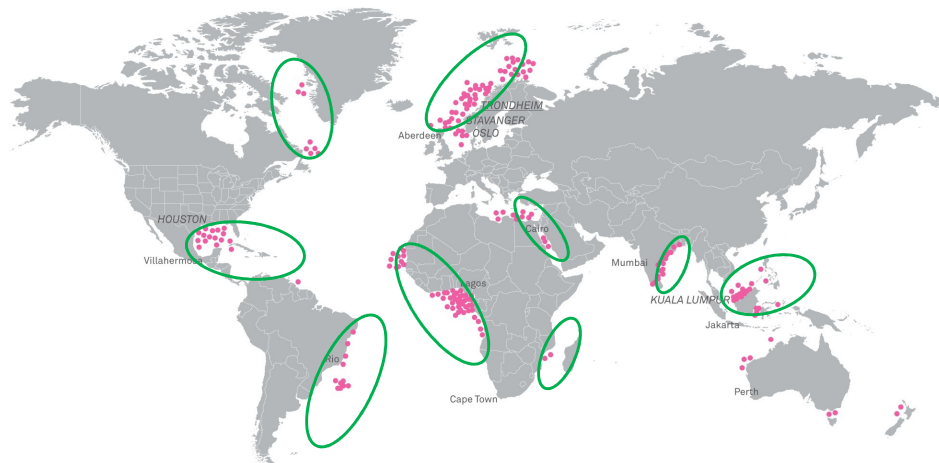 TRONDHEIM
STAVANGER
Aberdeen
OSLO
HOUSTON
Cairo
Villahermosa
Mumbai
Lagos
KUALA LUMPUR
Jakarta
Rio
Perth
Cape Town